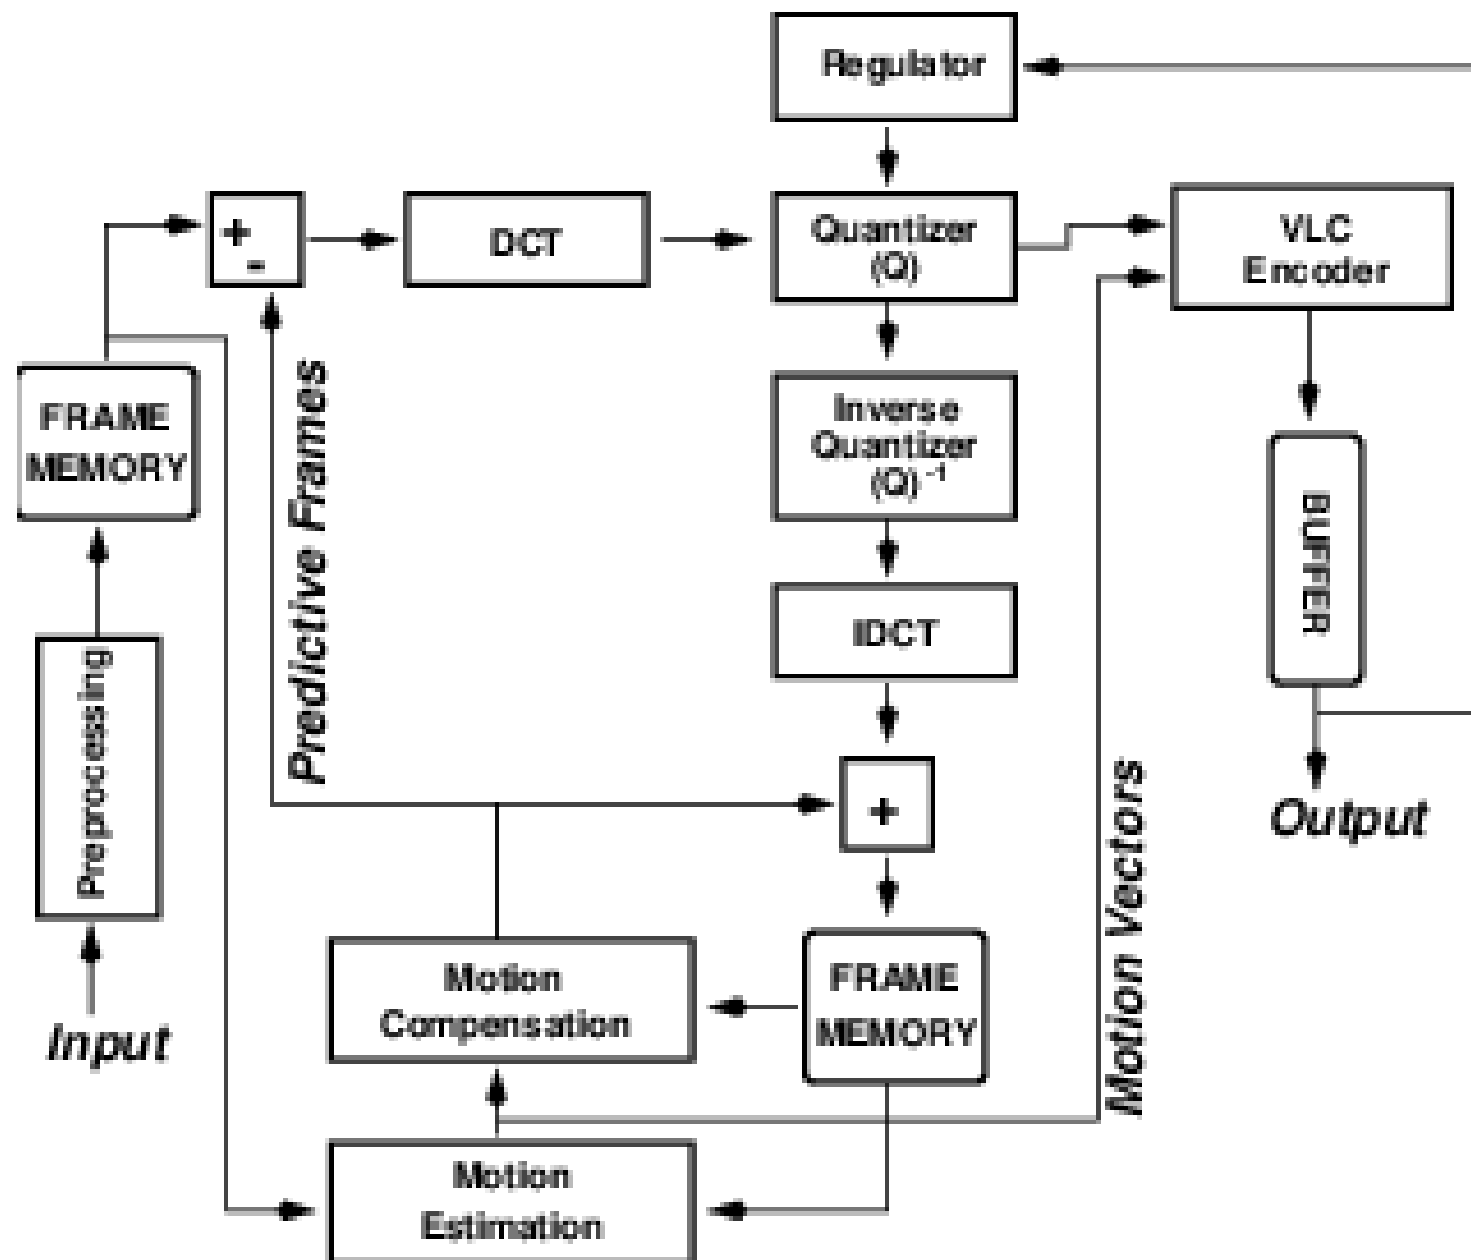 Regulator
+
-
DCT
Quantizer
(Q)
VLC
Encoder
FRAME
MEMORY
Predictive Frames
Inverse
Quantizer
(Q)⁻¹
BUFFER
IDCT
Preprocessing
+
Output
Motion Vectors
Motion
Compensation
FRAME
MEMORY
Input
Motion
Estimation